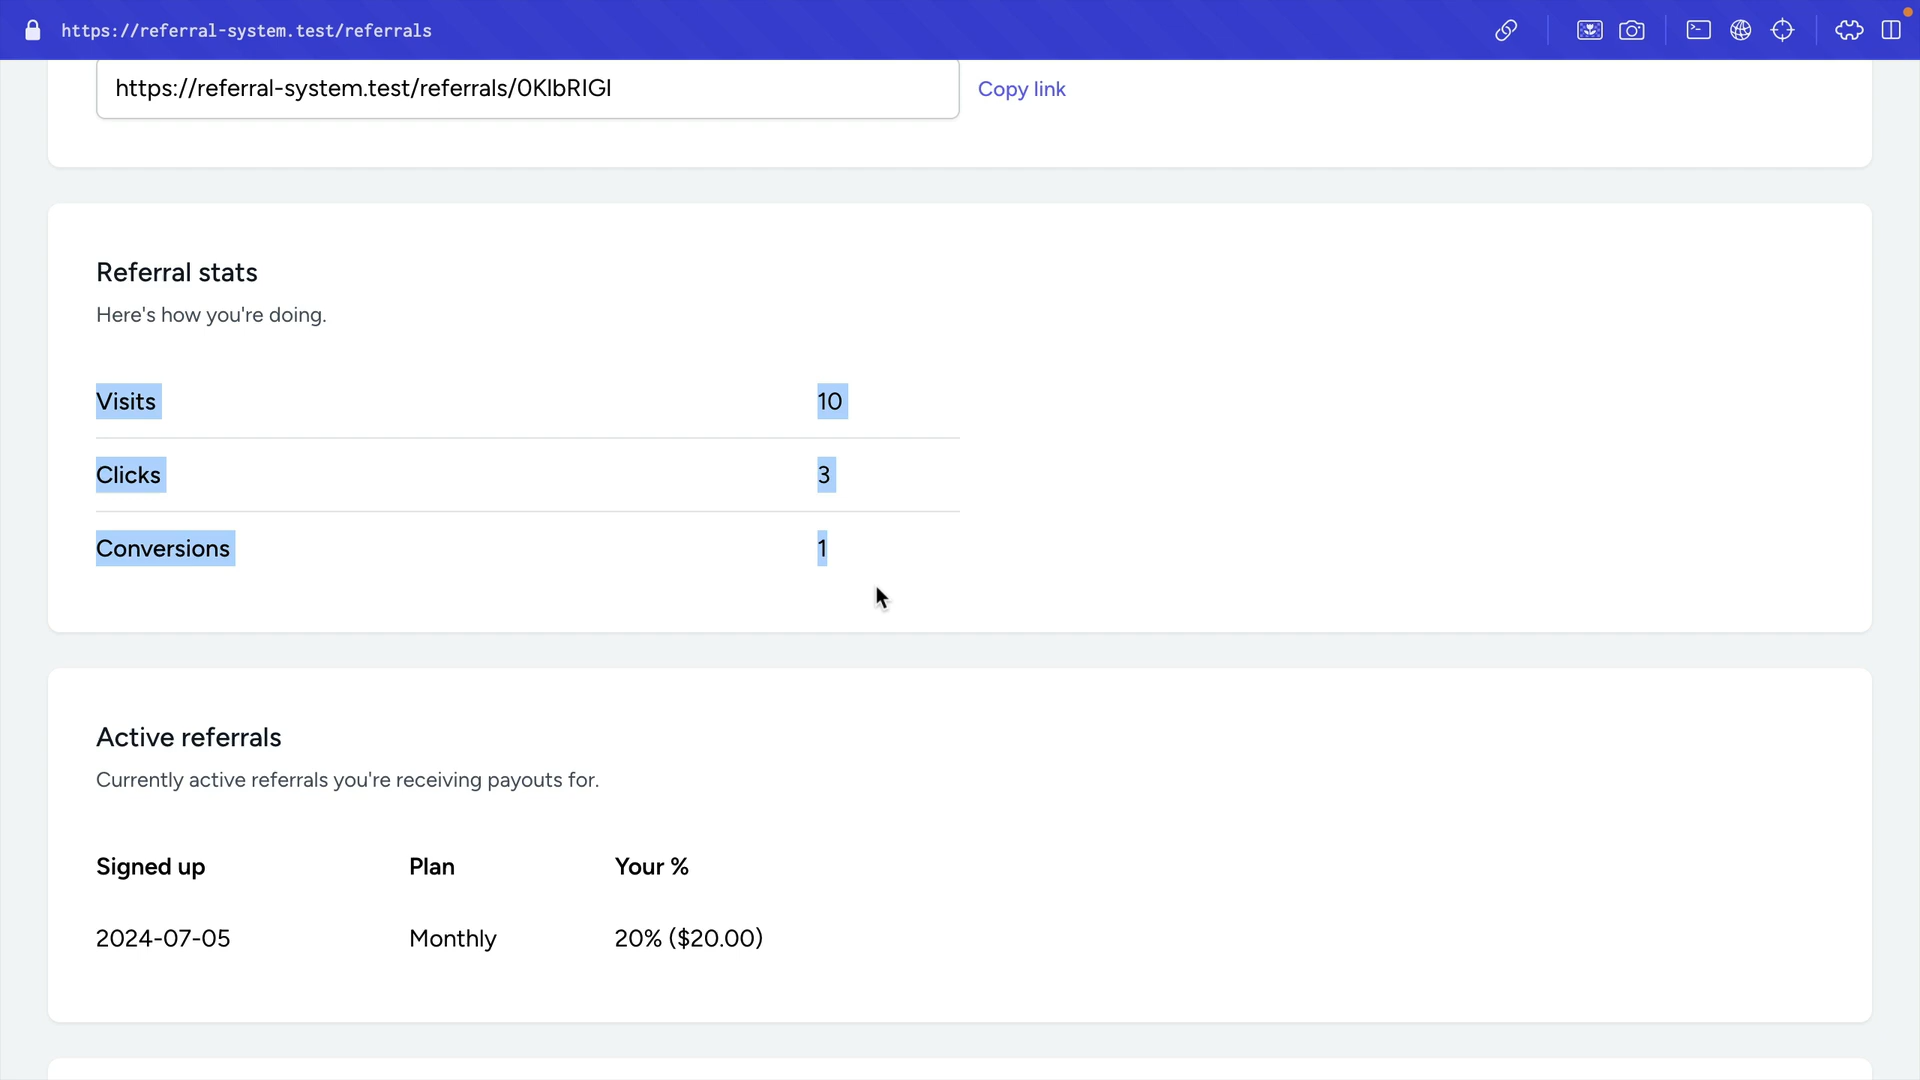 https://referral-system.test/referrals
https://referral-system.test/referrals/0KlbRIGI
Copy link
Referral stats
Here's how you're doing.
Visits 10
Clicks 3
Conversions 1
Active referrals
Currently active referrals you're receiving payouts for.
Signed up Plan Your %
2024-07-05 Monthly 20% ($20.00)